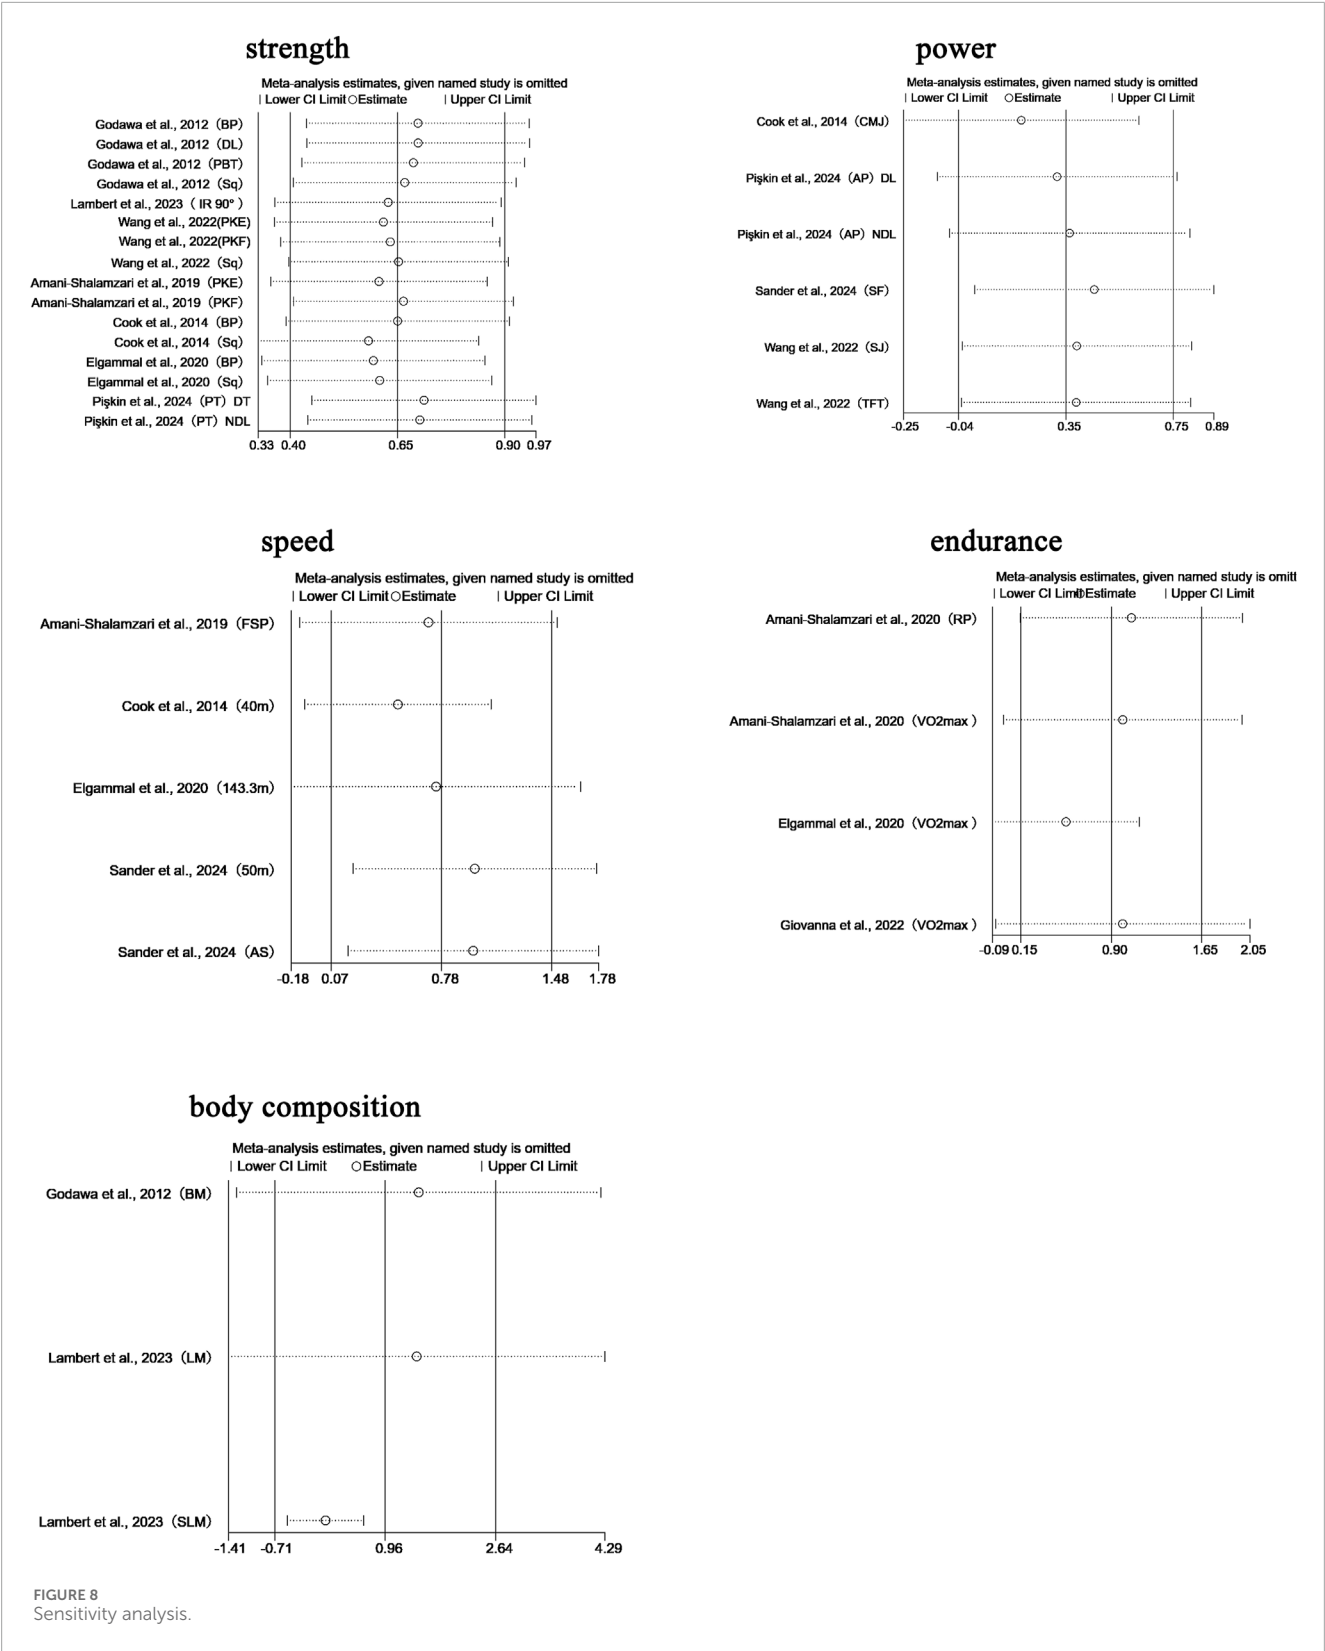 strength
Meta-analysis estimates, given named study is omitted
| Lower CI Limit ○Estimate | Upper CI Limit
Godawa et al., 2012 (BP)
Godawa et al., 2012 (DL)
Godawa et al., 2012 (PBT)
Godawa et al., 2012 (Sq)
Lambert et al., 2023 ( IR 90° )
Wang et al., 2022(PKE)
Wang et al., 2022(PKF)
Wang et al., 2022 (Sq)
Amani-Shalamzari et al., 2019 (PKE)
Amani-Shalamzari et al., 2019 (PKF)
Cook et al., 2014 (BP)
Cook et al., 2014 (Sq)
Elgammal et al., 2020 (BP)
Elgammal et al., 2020 (Sq)
Pişkin et al., 2024 (PT) DT
Pişkin et al., 2024 (PT) NDL
0.33 0.40 0.65 0.90 0.97
power
Meta-analysis estimates, given named study is omitted
| Lower CI Limit ○Estimate | Upper CI Limit
Cook et al., 2014 (CMJ)
Pişkin et al., 2024 (AP) DL
Pişkin et al., 2024 (AP) NDL
Sander et al., 2024 (SF)
Wang et al., 2022 (SJ)
Wang et al., 2022 (TFT)
-0.25 -0.04 0.35 0.75 0.89
speed
Meta-analysis estimates, given named study is omitted
| Lower CI Limit ○Estimate | Upper CI Limit
Amani-Shalamzari et al., 2019 (FSP)
Cook et al., 2014 (40m)
Elgammal et al., 2020 (143.3m)
Sander et al., 2024 (50m)
Sander et al., 2024 (AS)
-0.18 0.07 0.78 1.48 1.78
endurance
Meta-analysis estimates, given named study is omitt
| Lower CI Limit ○Estimate | Upper CI Limit
Amani-Shalamzari et al., 2020 (RP)
Amani-Shalamzari et al., 2020 (VO2max )
Elgammal et al., 2020 (VO2max )
Giovanna et al., 2022 (VO2max )
-0.09 0.15 0.90 1.65 2.05
body composition
Meta-analysis estimates, given named study is omitted
| Lower CI Limit ○Estimate | Upper CI Limit
Godawa et al., 2012 (BM)
Lambert et al., 2023 (LM)
Lambert et al., 2023 (SLM)
-1.41 -0.71 0.96 2.64 4.29
FIGURE 8
Sensitivity analysis.